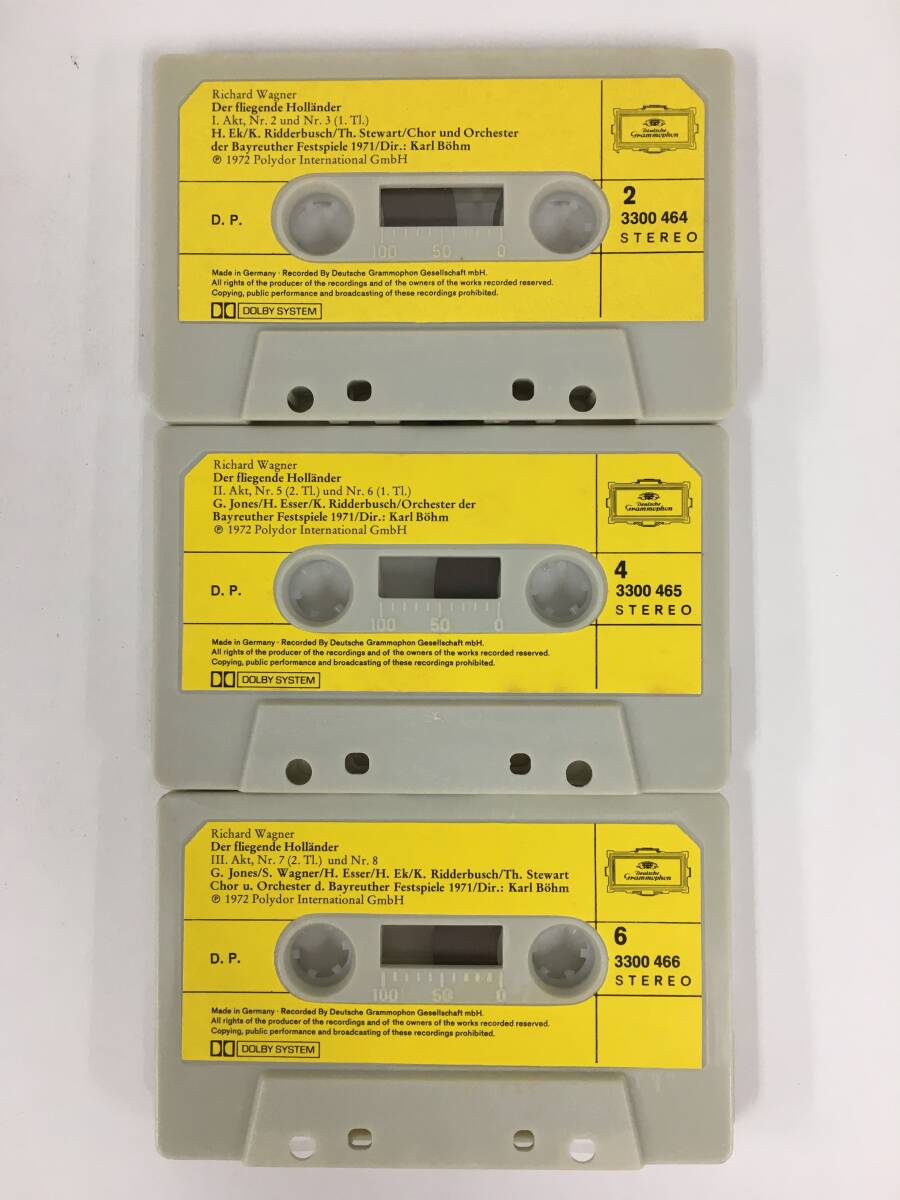 Richard Wagner
Der fliegende Holländer
I. Akt, Nr. 2 und Nr. 3 (1. Tl.)
H. Ek/K. Ridderbusch/Th. Stewart/Chor und Orchester
der Bayreuther Festspiele 1971/Dir.: Karl Böhm
℗ 1972 Polydor International GmbH
Deutsche
Grammophon
D. P.
100 50 0
2
3300 464
STEREO
Made in Germany · Recorded By Deutsche Grammophon Gesellschaft mbH.
All rights of the producer of the recordings and of the owners of the works recorded reserved.
Copying, public performance and broadcasting of these recordings prohibited.
DOLBY SYSTEM
Richard Wagner
Der fliegende Holländer
II. Akt, Nr. 5 (2. Tl.) und Nr. 6 (1. Tl.)
G. Jones/H. Esser/K. Ridderbusch/Orchester der
Bayreuther Festspiele 1971/Dir.: Karl Böhm
℗ 1972 Polydor International GmbH
Deutsche
Grammophon
D. P.
100 50 0
4
3300 465
STEREO
Made in Germany · Recorded By Deutsche Grammophon Gesellschaft mbH.
All rights of the producer of the recordings and of the owners of the works recorded reserved.
Copying, public performance and broadcasting of these recordings prohibited.
DOLBY SYSTEM
Richard Wagner
Der fliegende Holländer
III. Akt, Nr. 7 (2. Tl.) und Nr. 8
G. Jones/S. Wagner/H. Esser/H. Ek/K. Ridderbusch/Th. Stewart
Chor u. Orchester d. Bayreuther Festspiele 1971/Dir.: Karl Böhm
℗ 1972 Polydor International GmbH
Deutsche
Grammophon
D. P.
100 50 0
6
3300 466
STEREO
Made in Germany · Recorded By Deutsche Grammophon Gesellschaft mbH.
All rights of the producer of the recordings and of the owners of the works recorded reserved.
Copying, public performance and broadcasting of these recordings prohibited.
DOLBY SYSTEM